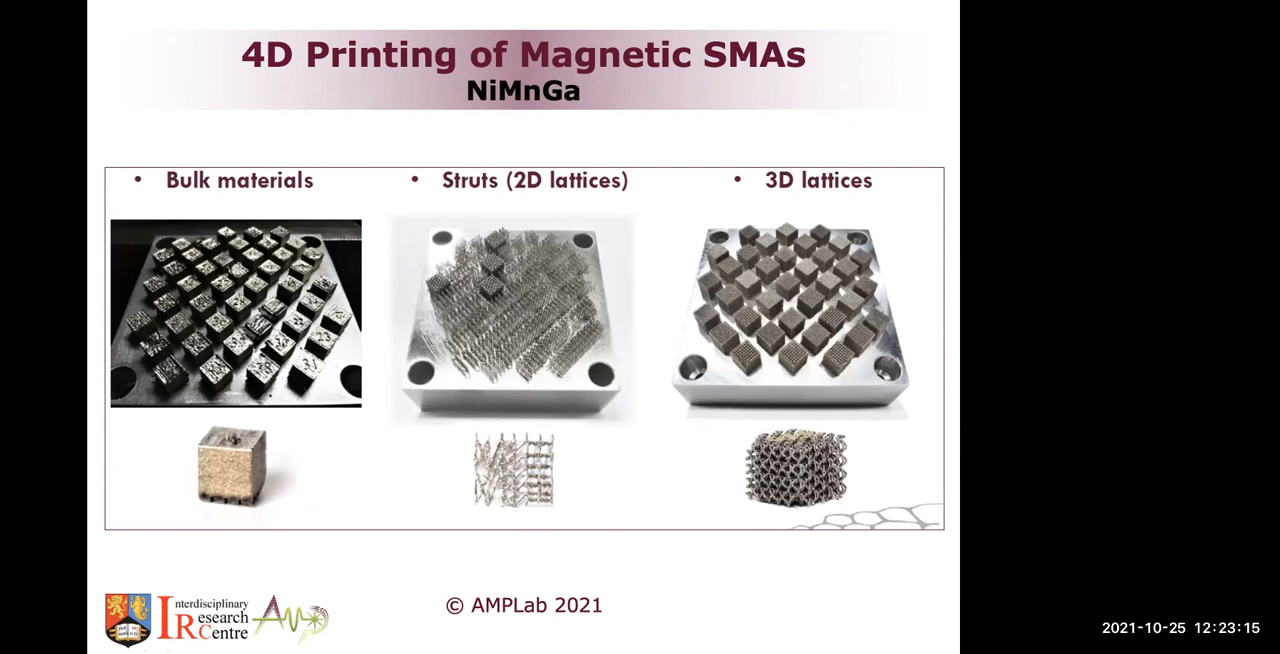 4D Printing of Magnetic SMAs
NiMnGa
• Bulk materials
• Struts (2D lattices)
• 3D lattices
Interdisciplinary
Research
Centre
© AMPLab 2021
2021-10-25 12:23:15